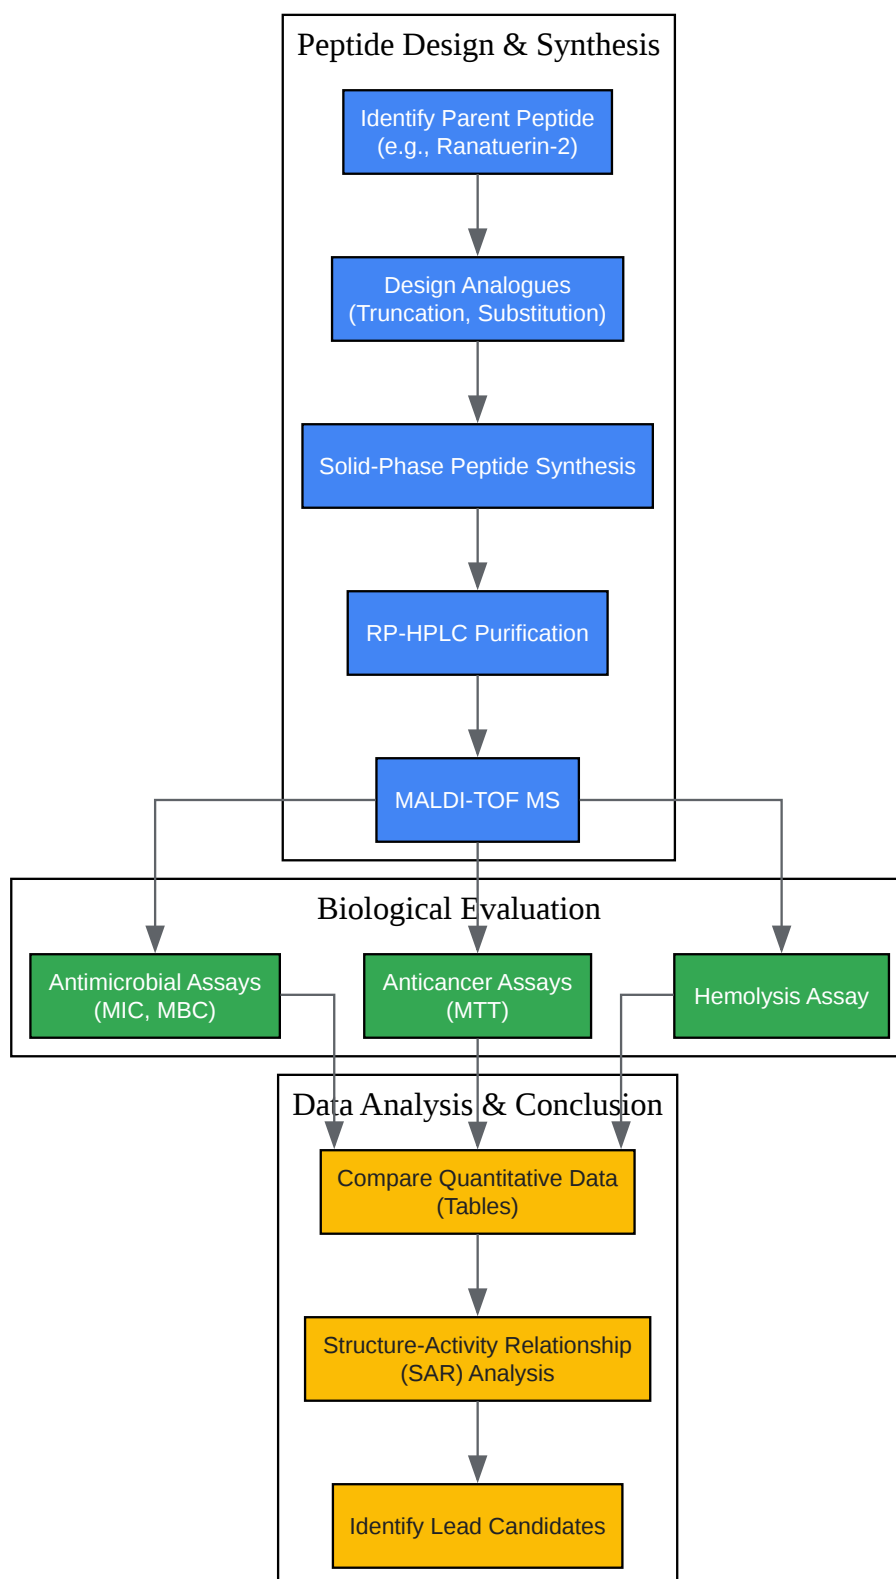 Peptide Design & Synthesis
Identify Parent Peptide
(e.g., Ranatuerin-2)
Design Analogues
(Truncation, Substitution)
Solid-Phase Peptide Synthesis
RP-HPLC Purification
MALDI-TOF MS
Biological Evaluation
Antimicrobial Assays
(MIC, MBC)
Anticancer Assays
(MTT)
Hemolysis Assay
Data Analysis & Conclusion
Compare Quantitative Data
(Tables)
Structure-Activity Relationship
(SAR) Analysis
Identify Lead Candidates